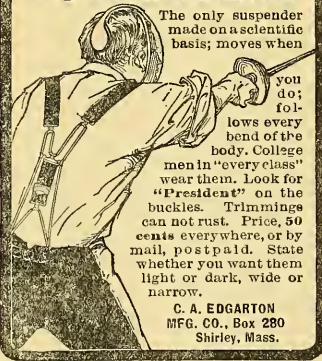 The only suspender
made on a scientific
basis; moves when
you
do;
fol-
lows every
bend of the
body. College
men in "every class"
wear them. Look for
"President" on the
buckles. Trimmings
can not rust. Price, 50
cents everywhere, or by
mail, postpaid. State
whether you want them
light or dark, wide or
narrow.
C. A. EDGARTON
MFG. CO., Box 280
Shirley, Mass.